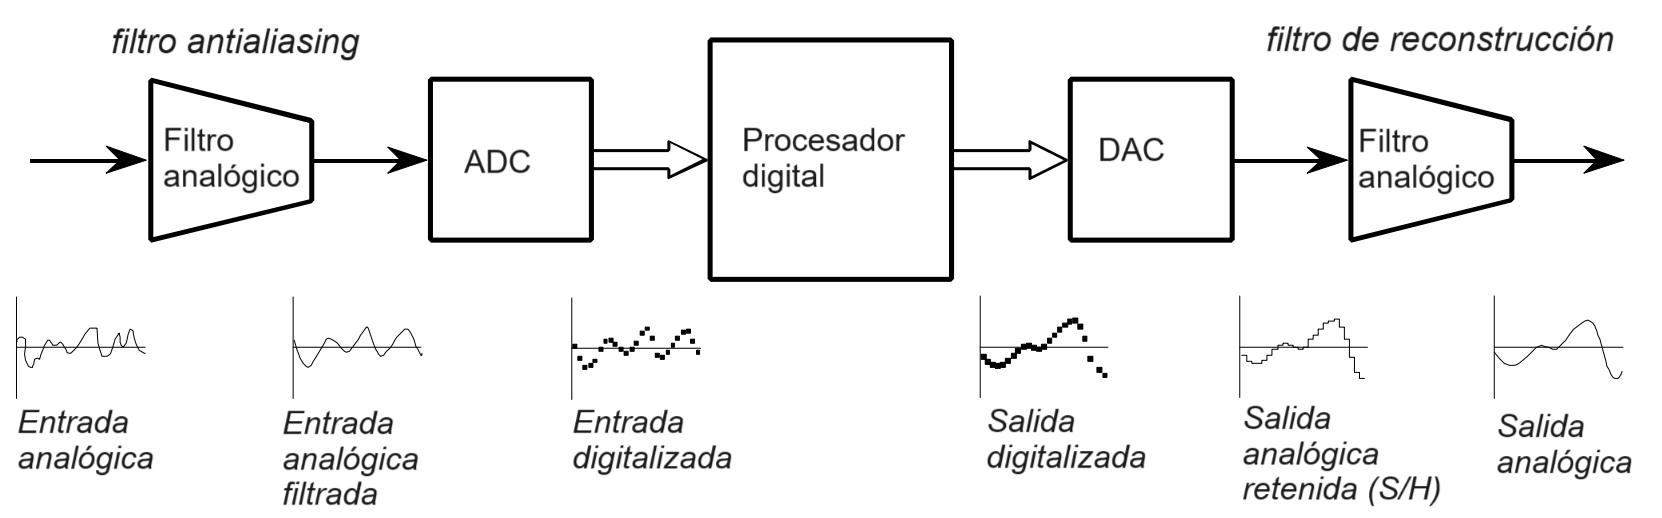 filtro antialiasing
filtro de reconstrucción
Filtro
analógico
ADC
Procesador
digital
DAC
Filtro
analógico
Entrada
analógica
Entrada
analógica
filtrada
Entrada
digitalizada
Salida
digitalizada
Salida
analógica
retenida (S/H)
Salida
analógica